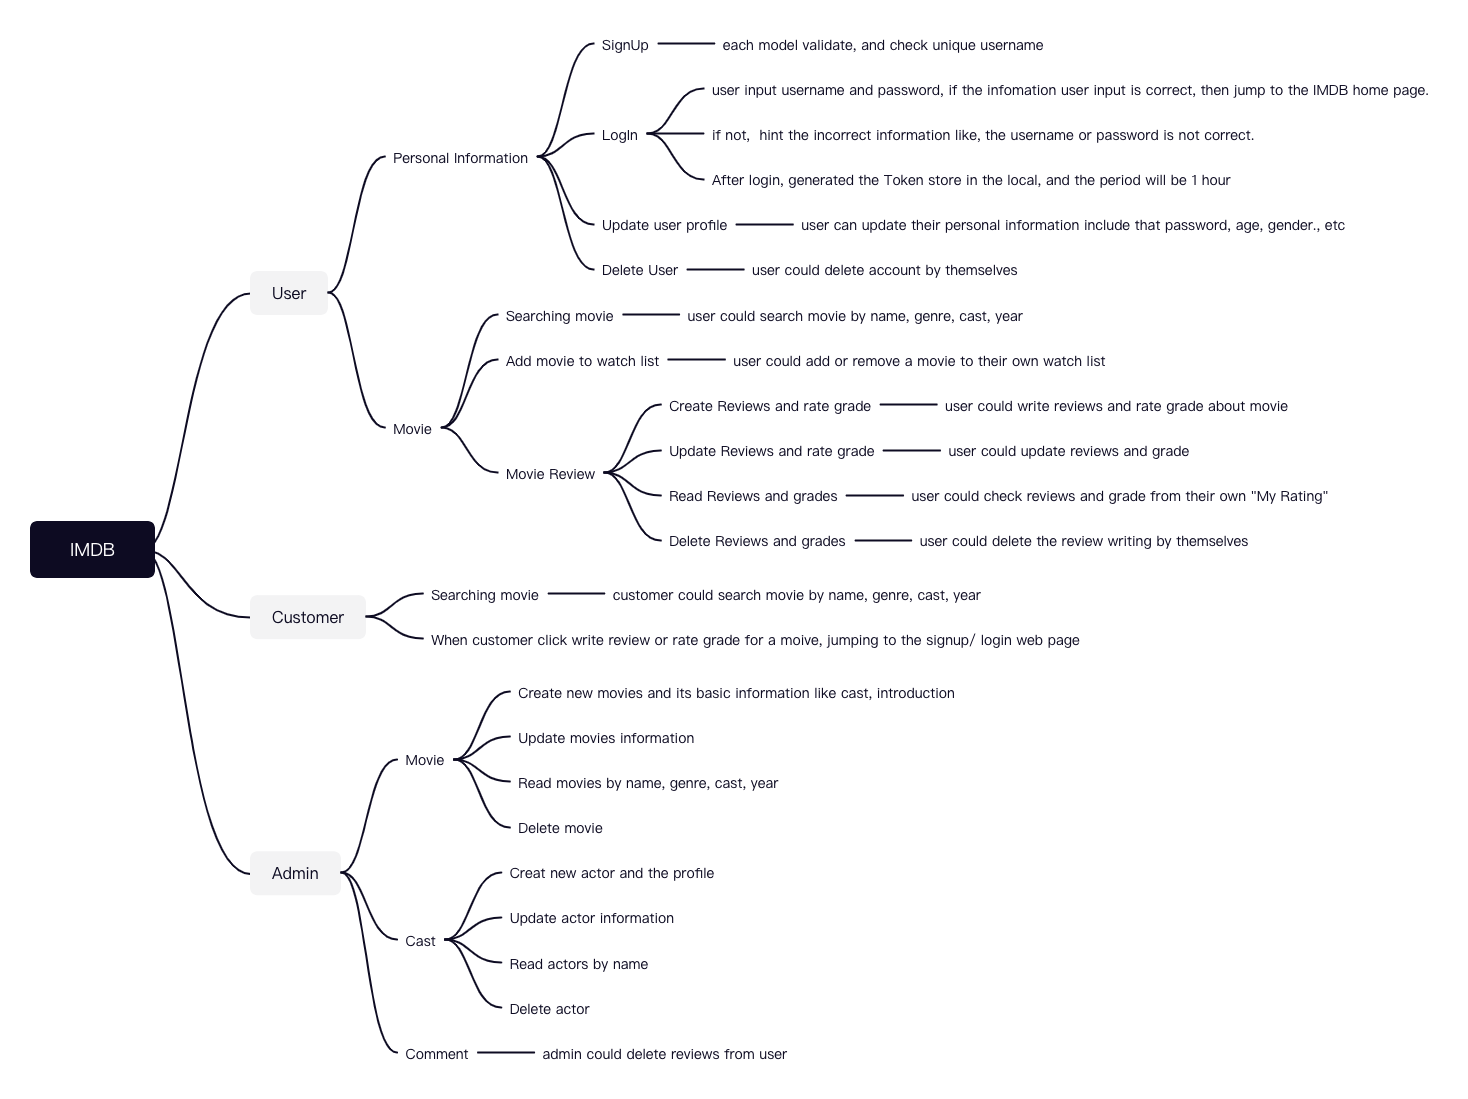 SignUp
each model validate, and check unique username
user input username and password, if the infomation user input is correct, then jump to the IMDB home page.
LogIn
if not,  hint the incorrect information like, the username or password is not correct.
Personal Information
After login, generated the Token store in the local, and the period will be 1 hour
Update user profile
user can update their personal information include that password, age, gender., etc
Delete User
user could delete account by themselves
User
Searching movie
user could search movie by name, genre, cast, year
Add movie to watch list
user could add or remove a movie to their own watch list
Create Reviews and rate grade
user could write reviews and rate grade about movie
Movie
Update Reviews and rate grade
user could update reviews and grade
Movie Review
Read Reviews and grades
user could check reviews and grade from their own "My Rating"
Delete Reviews and grades
user could delete the review writing by themselves
IMDB
Searching movie
customer could search movie by name, genre, cast, year
Customer
When customer click write review or rate grade for a moive, jumping to the signup/ login web page
Create new movies and its basic information like cast, introduction
Update movies information
Movie
Read movies by name, genre, cast, year
Delete movie
Admin
Creat new actor and the profile
Update actor information
Cast
Read actors by name
Delete actor
Comment
admin could delete reviews from user